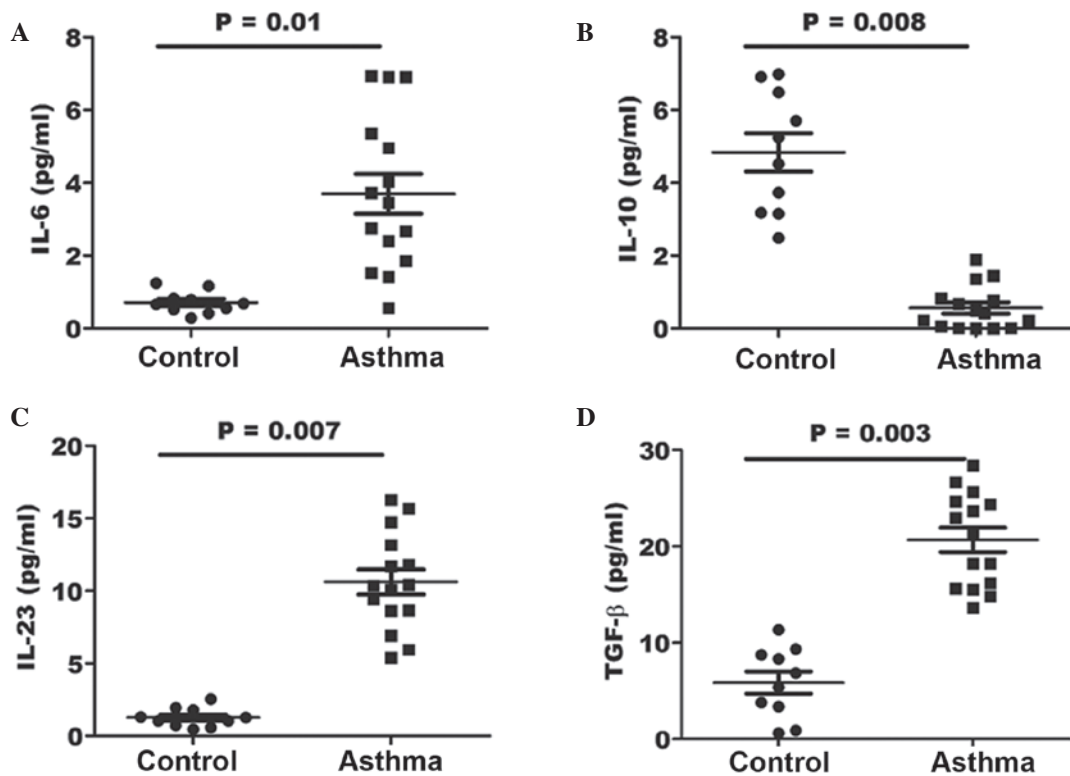 A
P = 0.01
IL-6 (pg/ml)
8
6
4
2
0
Control Asthma
B
P = 0.008
IL-10 (pg/ml)
8
6
4
2
0
Control Asthma
C
P = 0.007
IL-23 (pg/ml)
20
15
10
5
0
Control Asthma
D
P = 0.003
TGF-β (pg/ml)
30
20
10
0
Control Asthma